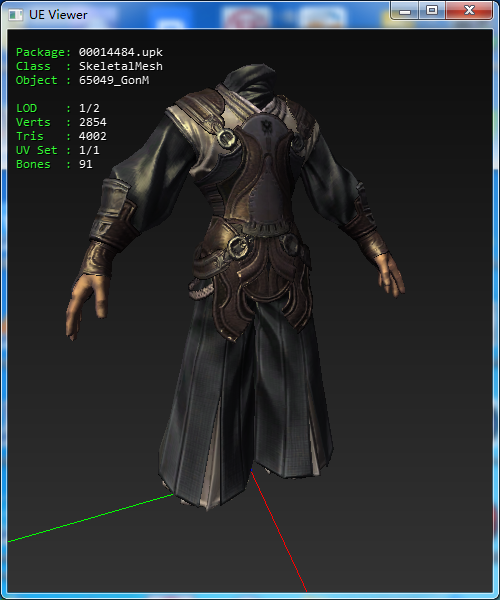 UE Viewer
Package: 00014484.upk
Class : SkeletalMesh
Object : 65049_GonM
LOD : 1/2
Verts : 2854
Tris : 4002
UV Set : 1/1
Bones : 91